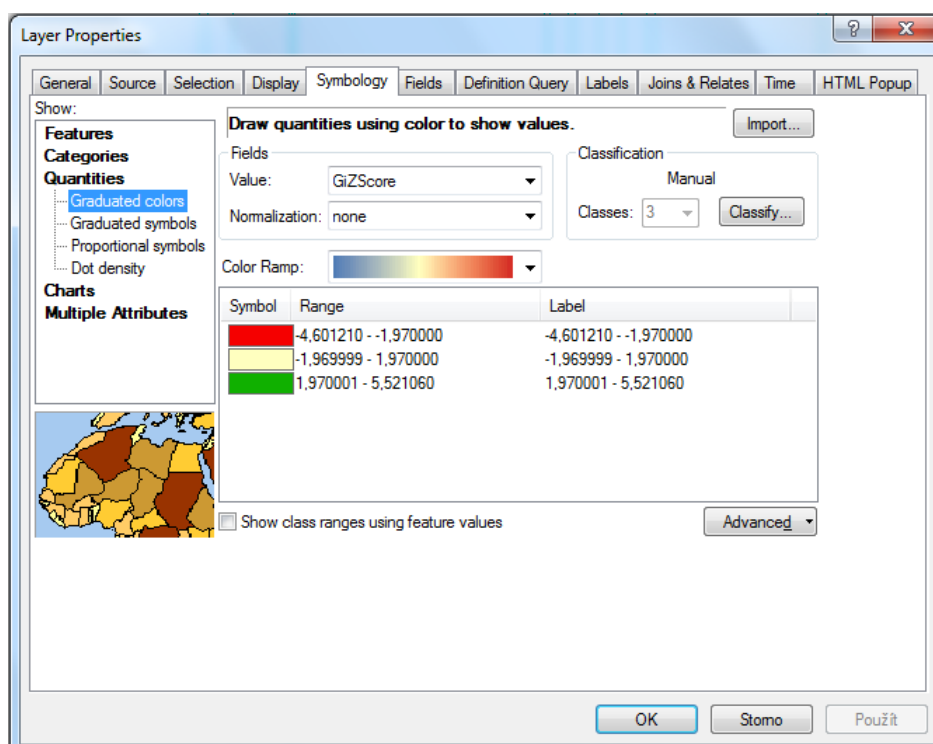 Layer Properties
General Source Selection Display Symbology Fields Definition Query Labels Joins & Relates Time HTML Popup
Show:
Features
Categories
Quantities
Graduated colors
Graduated symbols
Proportional symbols
Dot density
Charts
Multiple Attributes
Draw quantities using color to show values.
Import...
Fields
Value: GiZScore
Normalization: none
Classification
Manual
Classes: 3 Classify...
Color Ramp:
Symbol Range Label
-4,601210 - -1,970000 -4,601210 - -1,970000
-1,969999 - 1,970000 -1,969999 - 1,970000
1,970001 - 5,521060 1,970001 - 5,521060
Show class ranges using feature values
Advanced
OK Storno Použít